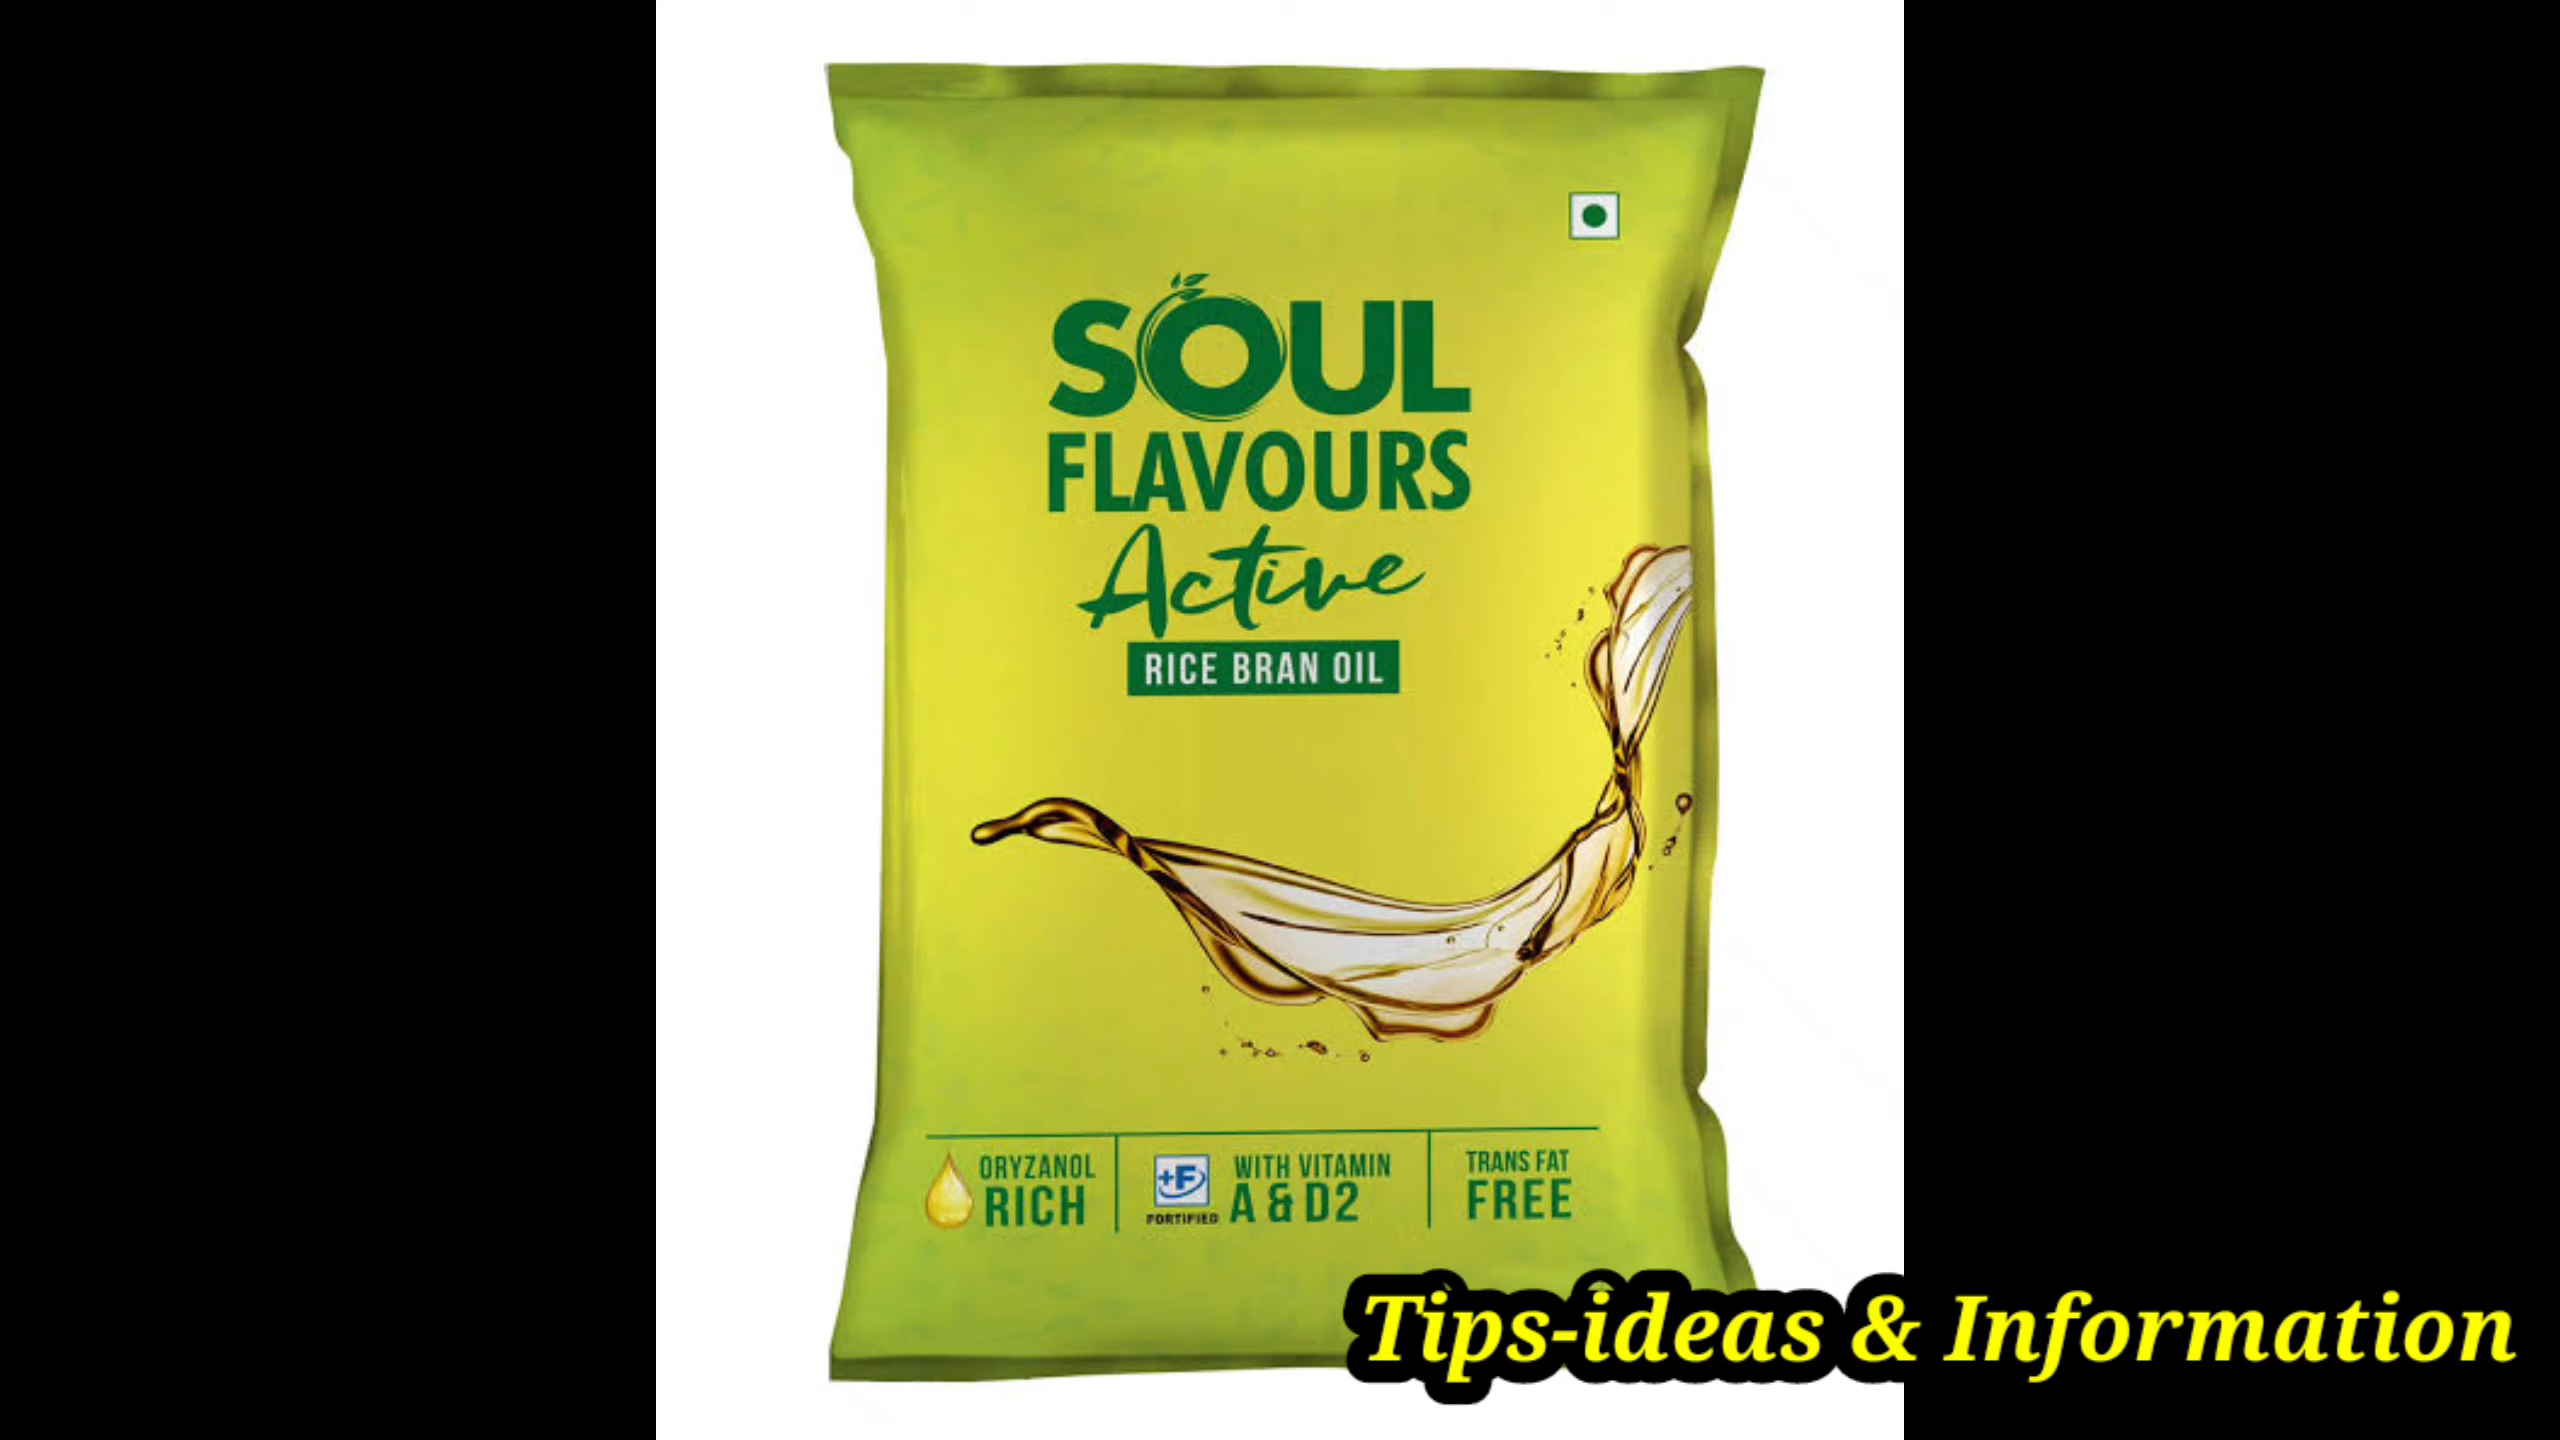 SOUL
FLAVOURS
Active
RICE BRAN OIL
ORYZANOL
RICH
+F
FORTIFIED
WITH VITAMIN
A & D2
TRANS FAT
FREE
Tips-ideas & Information